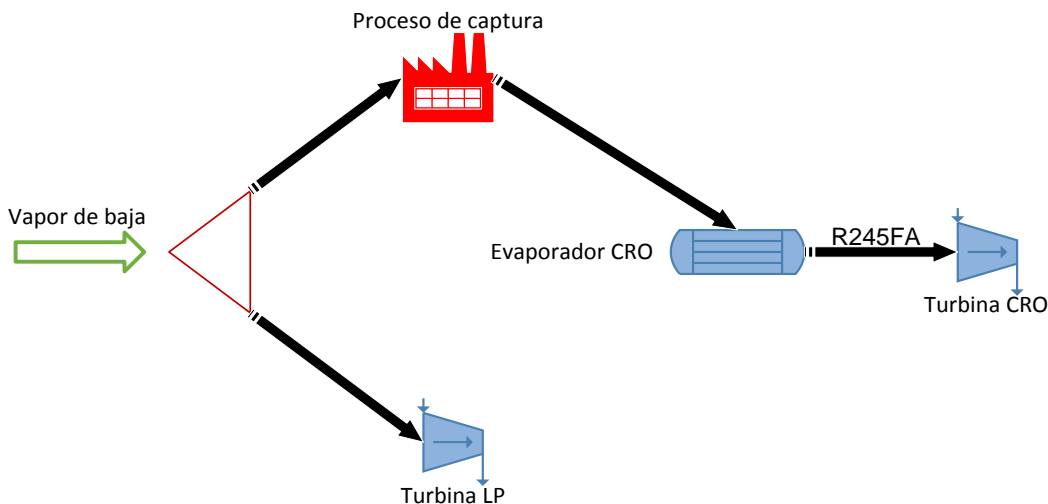 Proceso de captura
Vapor de baja
Evaporador CRO
R245FA
Turbina CRO
Turbina LP